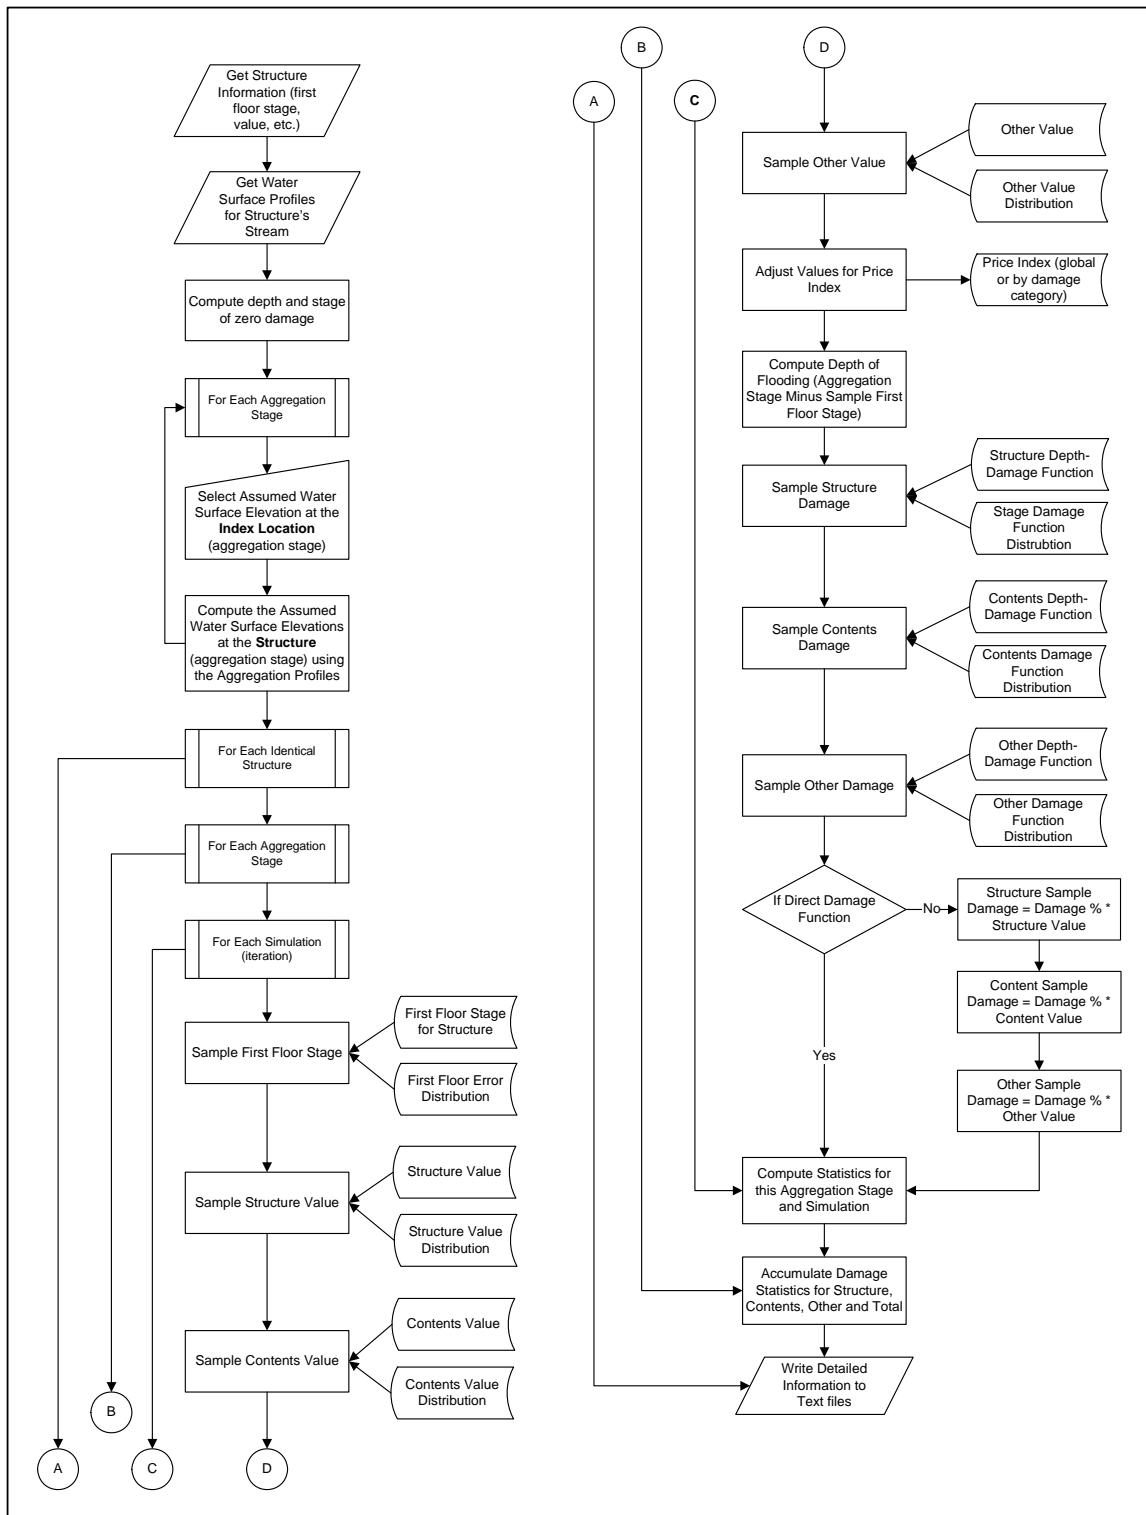 Get Structure
Information (first
floor stage,
value, etc.)
Get Water
Surface Profiles
for Structure's
Stream
Compute depth and stage
of zero damage
For Each Aggregation
Stage
Select Assumed Water
Surface Elevation at the
Index Location
(aggregation stage)
Compute the Assumed
Water Surface Elevations
at the Structure
(aggregation stage) using
the Aggregation Profiles
For Each Identical
Structure
For Each Aggregation
Stage
For Each Simulation
(iteration)
Sample First Floor Stage
First Floor Stage
for Structure
First Floor Error
Distribution
Sample Structure Value
Structure Value
Structure Value
Distribution
Sample Contents Value
Contents Value
Contents Value
Distribution
B
A
C
D
B
D
A
C
Sample Other Value
Other Value
Other Value
Distribution
Adjust Values for Price
Index
Price Index (global
or by damage
category)
Compute Depth of
Flooding (Aggregation
Stage Minus Sample First
Floor Stage)
Sample Structure
Damage
Structure Depth-
Damage Function
Stage Damage
Function
Distrubtion
Sample Contents
Damage
Contents Depth-
Damage Function
Contents Damage
Function
Distribution
Sample Other Damage
Other Depth-
Damage Function
Other Damage
Function
Distribution
If Direct Damage
Function
No
Structure Sample
Damage = Damage % *
Structure Value
Content Sample
Damage = Damage % *
Content Value
Yes
Other Sample
Damage = Damage % *
Other Value
Compute Statistics for
this Aggregation Stage
and Simulation
Accumulate Damage
Statistics for Structure,
Contents, Other and Total
Write Detailed
Information to
Text files